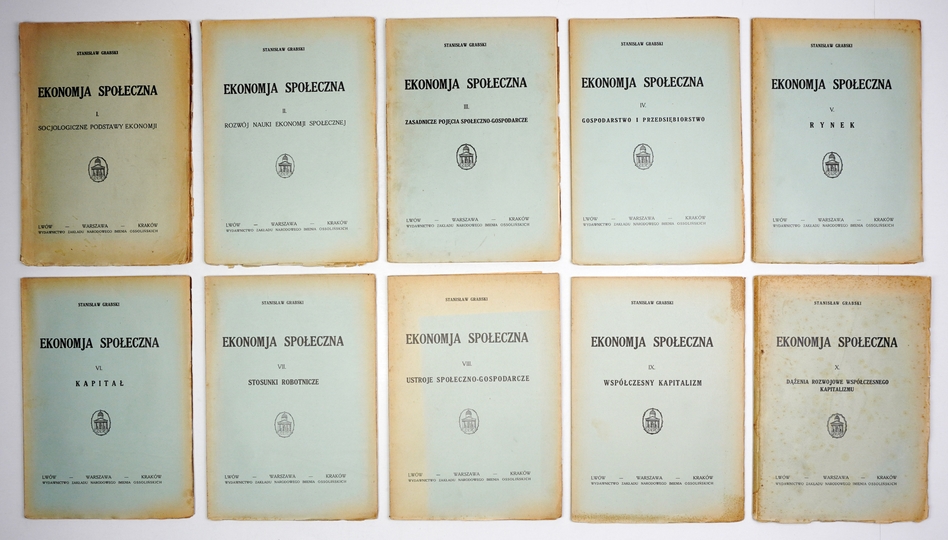 STANISŁAW GRABSKI
EKONOMJA SPOŁECZNA
I.
SOCJOLOGICZNE PODSTAWY EKONOMJI
LWÓW — WARSZAWA — KRAKÓW
WYDAWNICTWO ZAKŁADU NARODOWEGO IMIENIA OSSOLIŃSKICH
STANISŁAW GRABSKI
EKONOMJA SPOŁECZNA
II.
ROZWÓJ NAUKI EKONOMJI SPOŁECZNEJ
LWÓW — WARSZAWA — KRAKÓW
WYDAWNICTWO ZAKŁADU NARODOWEGO IMIENIA OSSOLIŃSKICH
STANISŁAW GRABSKI
EKONOMJA SPOŁECZNA
III.
ZASADNICZE POJĘCIA SPOŁECZNO-GOSPODARCZE
LWÓW — WARSZAWA — KRAKÓW
WYDAWNICTWO ZAKŁADU NARODOWEGO IMIENIA OSSOLIŃSKICH
STANISŁAW GRABSKI
EKONOMJA SPOŁECZNA
IV.
GOSPODARSTWO I PRZEDSIĘBIORSTWO
LWÓW — WARSZAWA — KRAKÓW
WYDAWNICTWO ZAKŁADU NARODOWEGO IMIENIA OSSOLIŃSKICH
STANISŁAW GRABSKI
EKONOMJA SPOŁECZNA
V.
RYNEK
LWÓW — WARSZAWA — KRAKÓW
WYDAWNICTWO ZAKŁADU NARODOWEGO IMIENIA OSSOLIŃSKICH
STANISŁAW GRABSKI
EKONOMJA SPOŁECZNA
VI.
KAPITAŁ
LWÓW — WARSZAWA — KRAKÓW
WYDAWNICTWO ZAKŁADU NARODOWEGO IMIENIA OSSOLIŃSKICH
STANISŁAW GRABSKI
EKONOMJA SPOŁECZNA
VII.
STOSUNKI ROBOTNICZE
LWÓW — WARSZAWA — KRAKÓW
WYDAWNICTWO ZAKŁADU NARODOWEGO IMIENIA OSSOLIŃSKICH
STANISŁAW GRABSKI
EKONOMJA SPOŁECZNA
VIII.
USTROJE SPOŁECZNO-GOSPODARCZE
LWÓW — WARSZAWA — KRAKÓW
WYDAWNICTWO ZAKŁADU NARODOWEGO IMIENIA OSSOLIŃSKICH
STANISŁAW GRABSKI
EKONOMJA SPOŁECZNA
IX.
WSPÓŁCZESNY KAPITALIZM
LWÓW — WARSZAWA — KRAKÓW
WYDAWNICTWO ZAKŁADU NARODOWEGO IMIENIA OSSOLIŃSKICH
STANISŁAW GRABSKI
EKONOMJA SPOŁECZNA
X.
DĄŻENIA ROZWOJOWE WSPÓŁCZESNEGO
KAPITALIZMU
LWÓW — WARSZAWA — KRAKÓW
WYDAWNICTWO ZAKŁADU NARODOWEGO IMIENIA OSSOLIŃSKICH